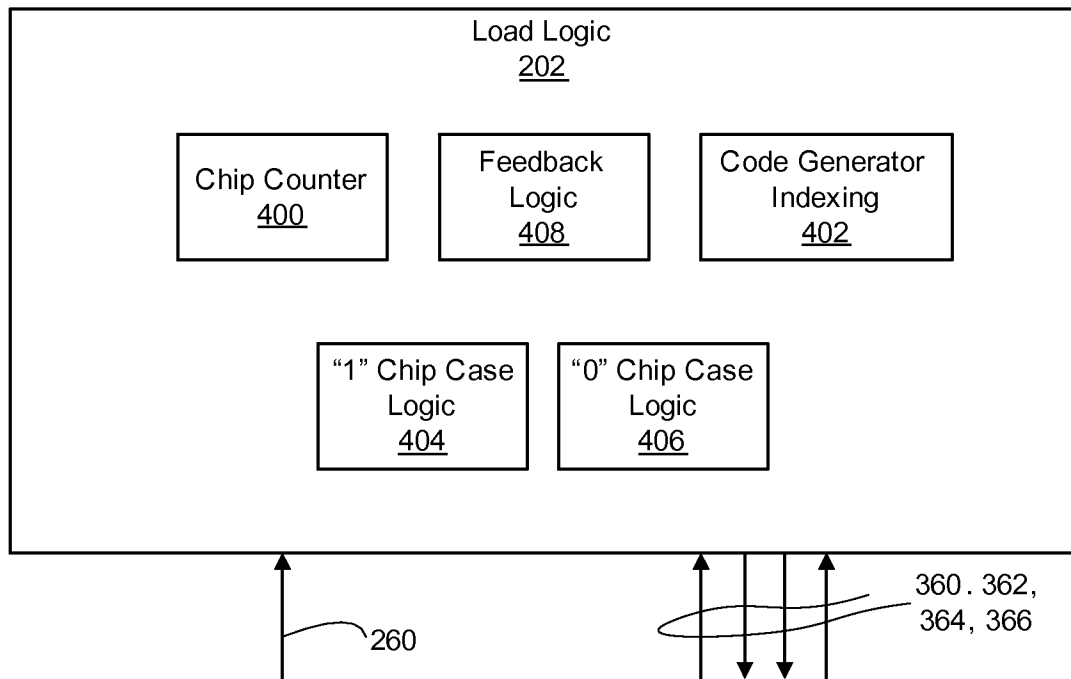 Load Logic
202
Chip Counter
400
Feedback
Logic
408
Code Generator
Indexing
402
“1” Chip Case
Logic
404
“0” Chip Case
Logic
406
260
360. 362,
364, 366